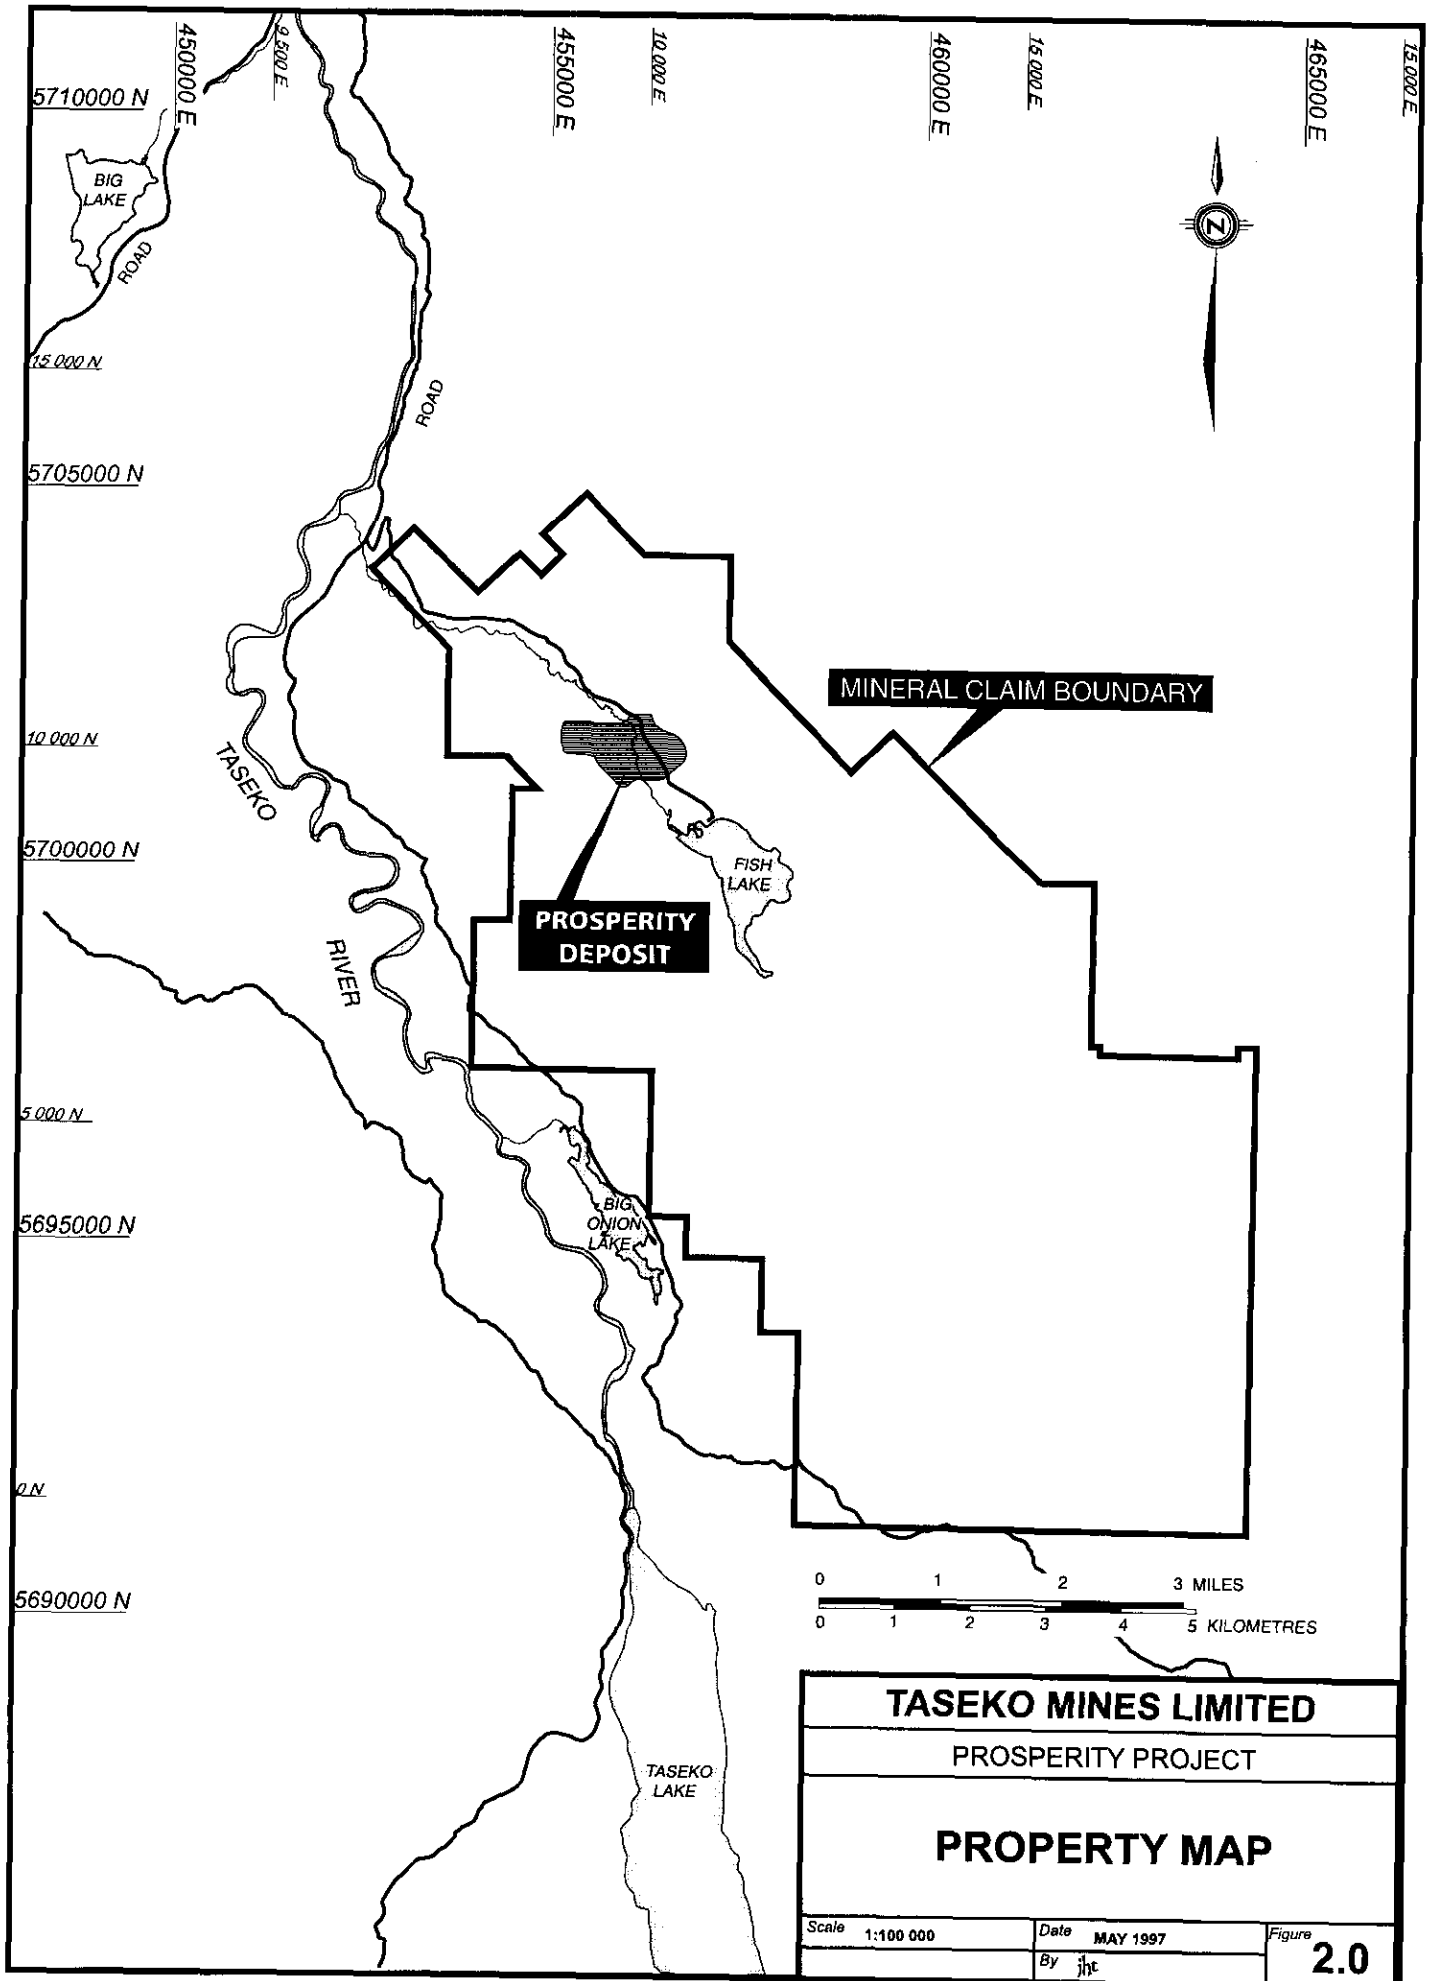 450000 E
9 500 E
455000 E
10 000 E
460000 E
15 000 E
465000 E
15 000 E
5710000 N
BIG
LAKE
ROAD
N
15 000 N
ROAD
5705000 N
MINERAL CLAIM BOUNDARY
10 000 N
TASEKO
5700000 N
FISH
LAKE
PROSPERITY
DEPOSIT
RIVER
5 000 N
BIG
ONION
LAKE
5695000 N
0 N
5690000 N
0 1 2 3 MILES
0 1 2 3 4 5 KILOMETRES
TASEKO
LAKE
TASEKO MINES LIMITED
PROSPERITY PROJECT
PROPERTY MAP
Scale 1:100 000
Date MAY 1997
By jht
Figure 2.0